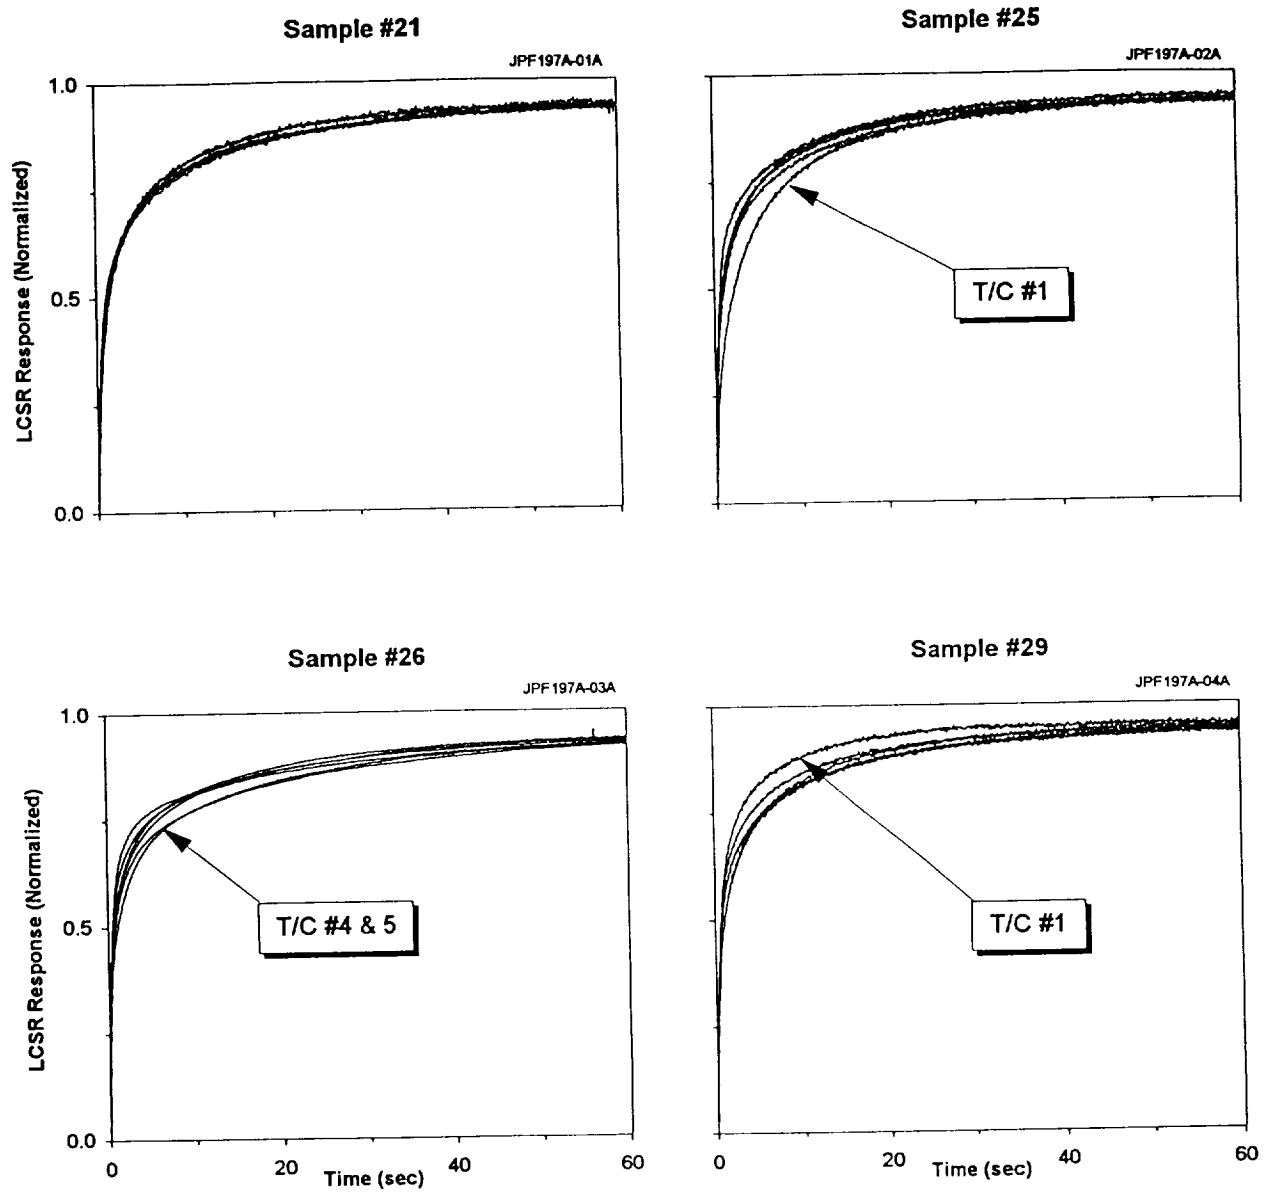 Sample #21
JPF197A-01A
1.0
0.5
0.0
LCSR Response (Normalized)
Sample #25
JPF197A-02A
T/C #1
Sample #26
JPF197A-03A
1.0
0.5
0.0
LCSR Response (Normalized)
T/C #4 & 5
0
20
40
60
Time (sec)
Sample #29
JPF197A-04A
T/C #1
0
20
40
60
Time (sec)